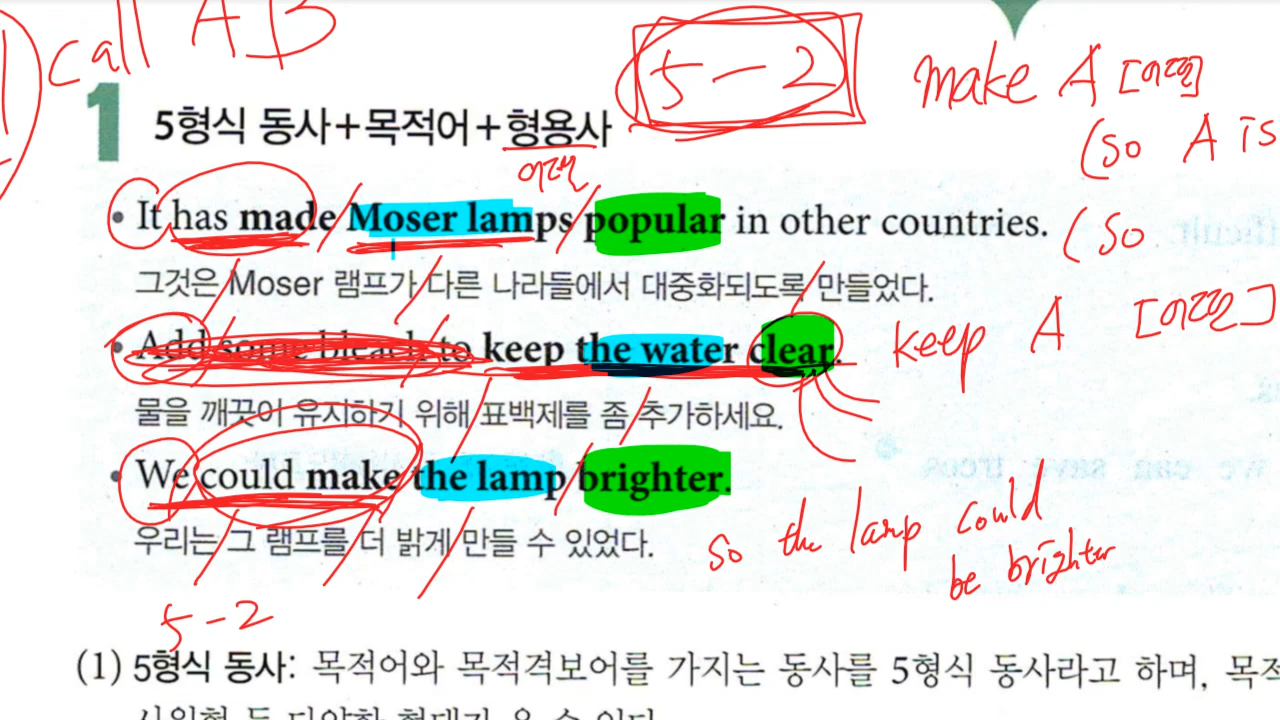 call A B
5-2
make A [어떤]
1 5형식 동사+목적어+형용사
어떤
(so A is
• It has made Moser lamps popular in other countries.
(so
그것은 Moser 램프가 다른 나라들에서 대중화되도록 만들었다.
• Add some bleach to keep the water clear.
keep A [어떤]
물을 깨끗이 유지하기 위해 표백제를 좀 추가하세요.
we can save trees
• We could make the lamp brighter.
우리는 그 램프를 더 밝게 만들 수 있었다.
so the lamp could
be brighter
5-2
(1) 5형식 동사: 목적어와 목적격보어를 가지는 동사를 5형식 동사라고 하며, 목적